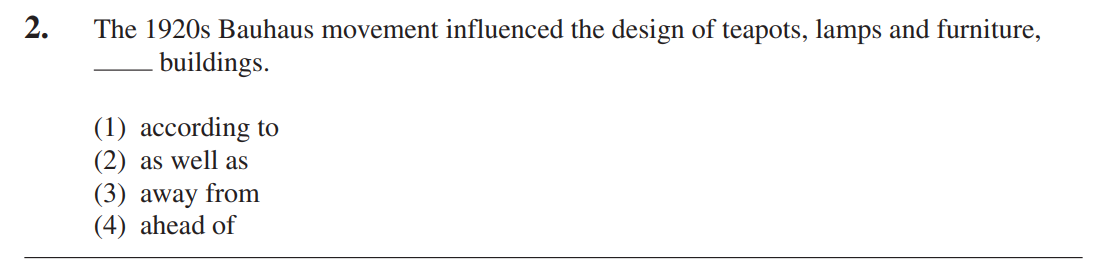 2. The 1920s Bauhaus movement influenced the design of teapots, lamps and furniture,
____ buildings.
(1) according to
(2) as well as
(3) away from
(4) ahead of